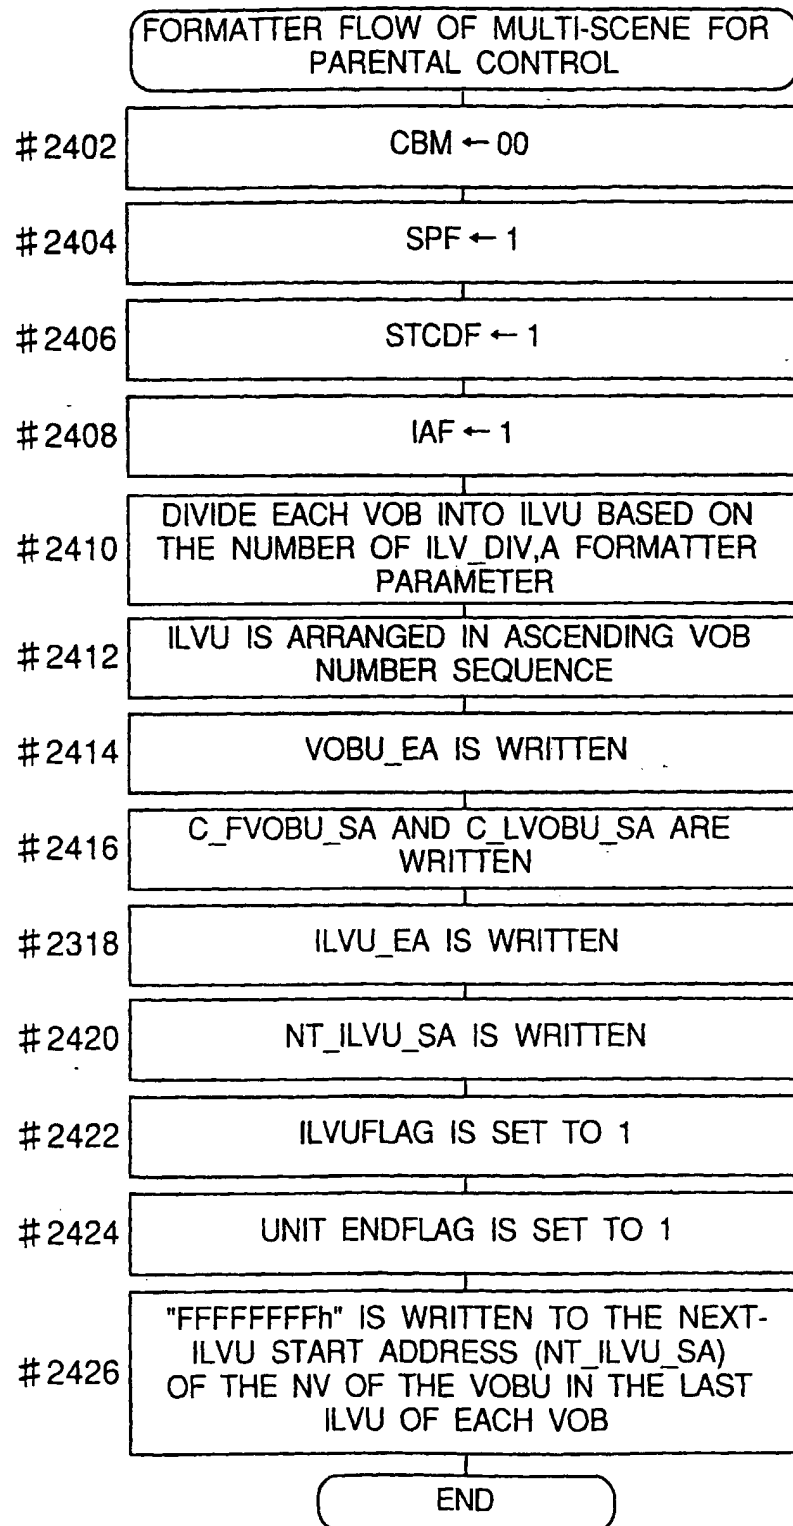 FORMATTER FLOW OF MULTI-SCENE FOR
PARENTAL CONTROL
#2402
CBM ← 00
#2404
SPF ← 1
#2406
STCDF ← 1
#2408
IAF ← 1
#2410
DIVIDE EACH VOB INTO ILVU BASED ON
THE NUMBER OF ILV_DIV,A FORMATTER
PARAMETER
#2412
ILVU IS ARRANGED IN ASCENDING VOB
NUMBER SEQUENCE
#2414
VOBU_EA IS WRITTEN
#2416
C_FVOBU_SA AND C_LVOBU_SA ARE
WRITTEN
#2318
ILVU_EA IS WRITTEN
#2420
NT_ILVU_SA IS WRITTEN
#2422
ILVUFLAG IS SET TO 1
#2424
UNIT ENDFLAG IS SET TO 1
#2426
"FFFFFFFFh" IS WRITTEN TO THE NEXT-
ILVU START ADDRESS (NT_ILVU_SA)
OF THE NV OF THE VOBU IN THE LAST
ILVU OF EACH VOB
END